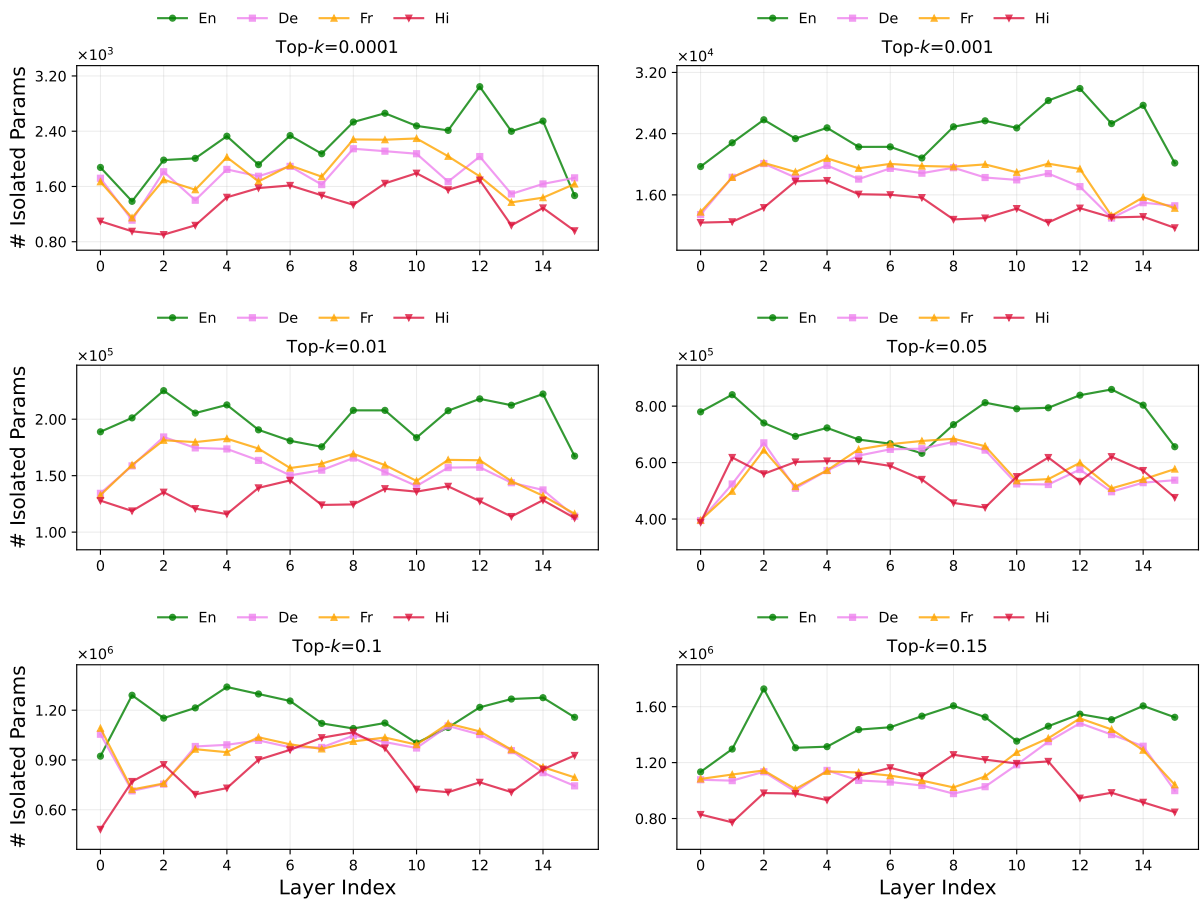 En De Fr Hi
Top-k=0.0001
×10³
# Isolated Params
3.20
2.40
1.60
0.80
0 2 4 6 8 10 12 14
En De Fr Hi
Top-k=0.001
×10⁴
3.20
2.40
1.60
0 2 4 6 8 10 12 14
En De Fr Hi
Top-k=0.01
×10⁵
# Isolated Params
2.00
1.50
1.00
0 2 4 6 8 10 12 14
En De Fr Hi
Top-k=0.05
×10⁵
8.00
6.00
4.00
0 2 4 6 8 10 12 14
En De Fr Hi
Top-k=0.1
×10⁶
# Isolated Params
1.20
0.90
0.60
0 2 4 6 8 10 12 14
Layer Index
En De Fr Hi
Top-k=0.15
×10⁶
1.60
1.20
0.80
0 2 4 6 8 10 12 14
Layer Index